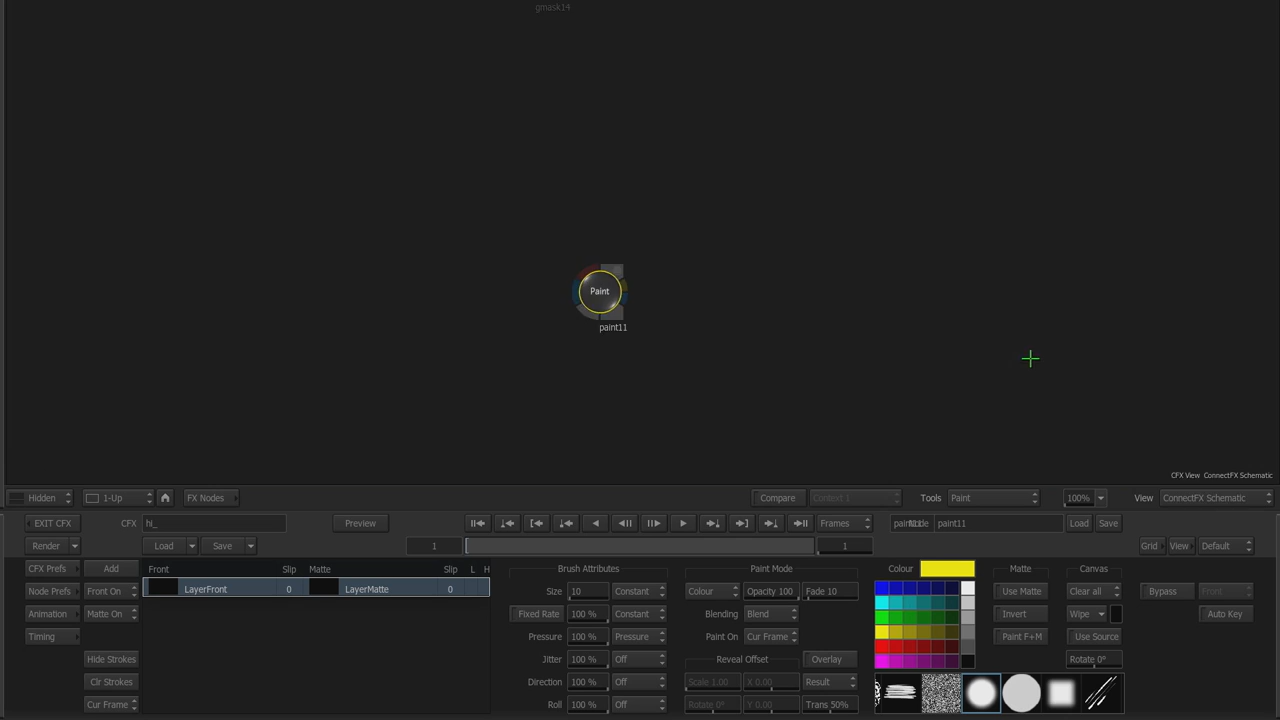 gmask14
Paint
paint11
CFX View ConnectFX Schematic
Hidden 1-Up FX Nodes Compare Context 1 Tools Paint 100% View ConnectFX Schematic
EXIT CFX CFX hi_ Preview Frames paint11 Load Save
Render Load Save 1 1 Grid View Default
CFX Prefs Add Front Slip Matte Slip L H Brush Attributes Paint Mode Colour Matte Canvas
Node Prefs Front On LayerFront 0 LayerMatte 0 Size 10 Constant Colour Opacity 100 Fade 10 Use Matte Clear all Bypass Front
Animation Matte On Fixed Rate 100 % Constant Blending Blend Invert Wipe Auto Key
Timing Pressure 100 % Pressure Paint On Cur Frame Paint F+M Use Source
Hide Strokes Jitter 100 % Off Reveal Offset Overlay Rotate 0°
Clr Strokes Direction 100 % Off Scale 1.00 X 0.00 Result
Cur Frame Roll 100 % Off Rotate 0° Y 0.00 Trans 50%